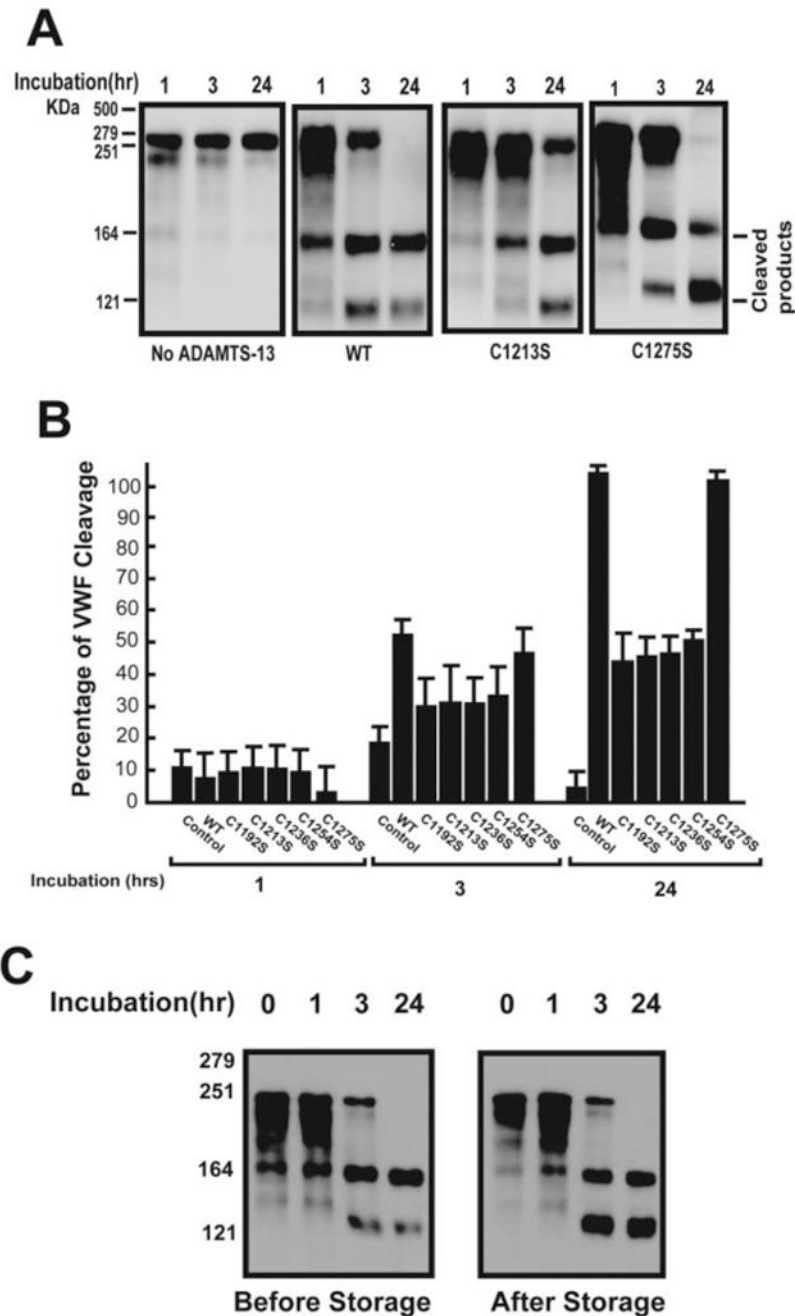 A
Incubation(hr) 1 3 24 1 3 24 1 3 24 1 3 24
KDa
500
279
251
164
121
Cleaved
products
No ADAMTS-13 WT C1213S C1275S
B
Percentage of VWF Cleavage
100
90
80
70
60
50
40
30
20
10
0
Control WT C1192S C1213S C1236S C1254S C1275S Control WT C1192S C1213S C1236S C1254S C1275S Control WT C1192S C1213S C1236S C1254S C1275S
Incubation (hrs) 1 3 24
C
Incubation(hr) 0 1 3 24 0 1 3 24
279
251
164
121
Before Storage After Storage